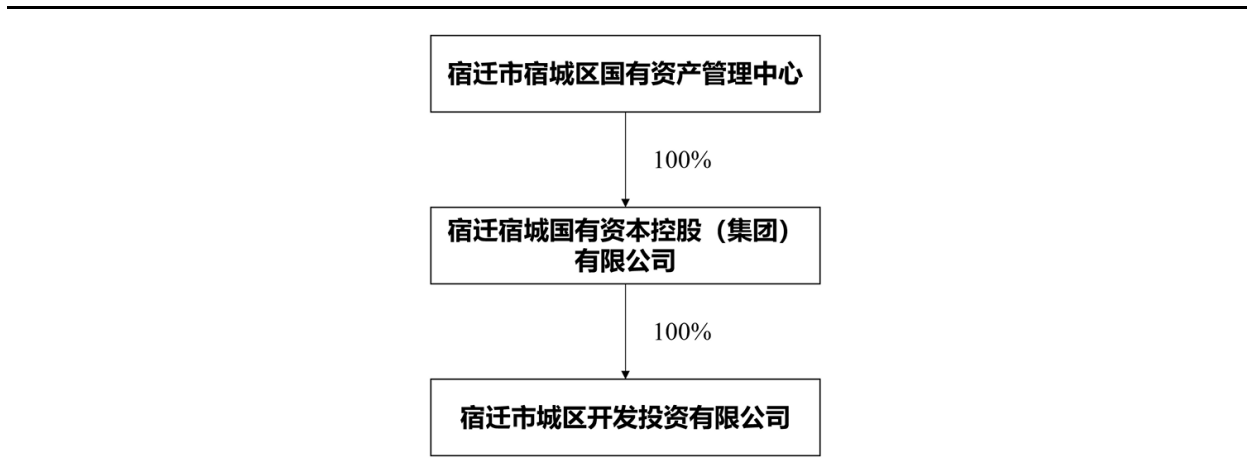 宿迁市宿城区国有资产管理中心
100%
宿迁宿城国有资本控股（集团）
有限公司
100%
宿迁市城区开发投资有限公司